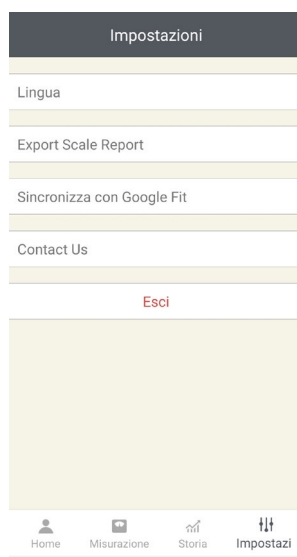 Impostazioni
Lingua
Export Scale Report
Sincronizza con Google Fit
Contact Us
Esci
Home Misurazione Storia Impostazi